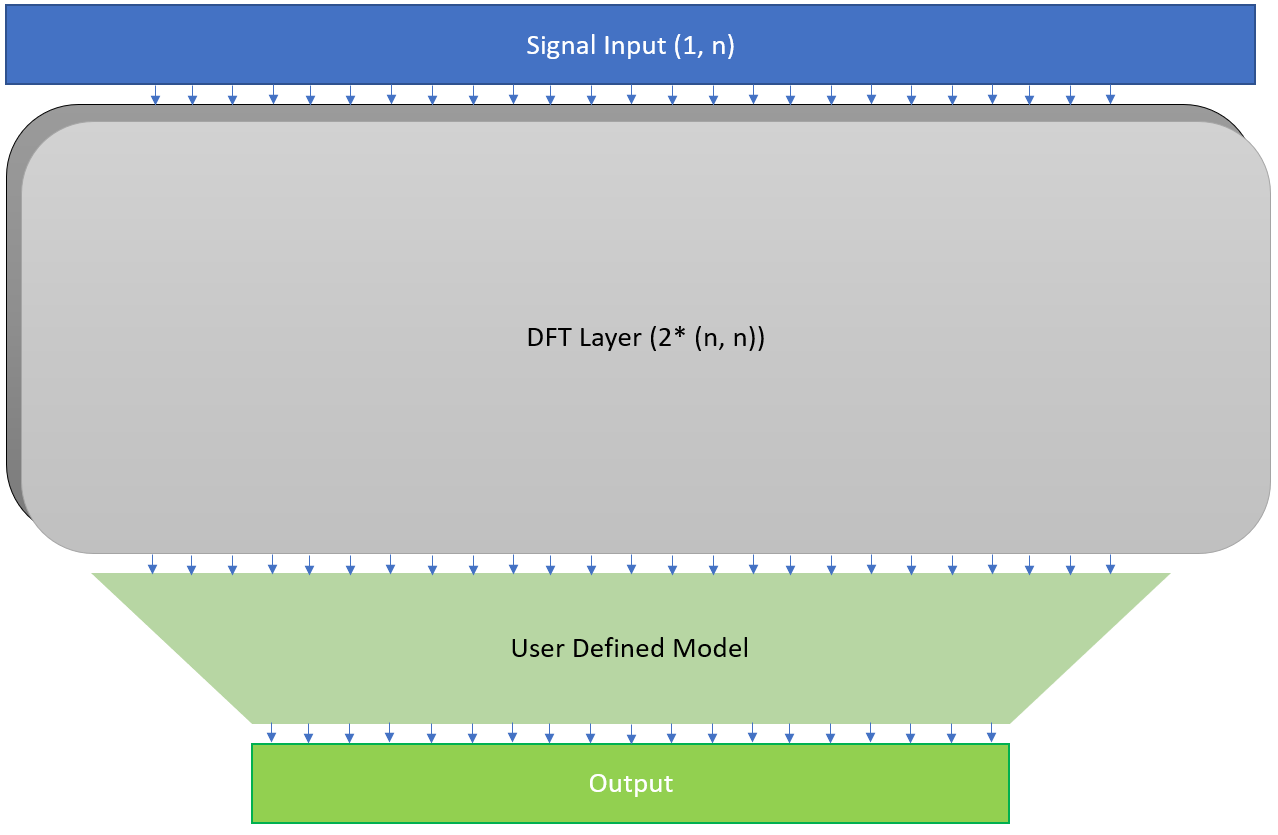 Signal Input (1, n)
DFT Layer (2* (n, n))
User Defined Model
Output